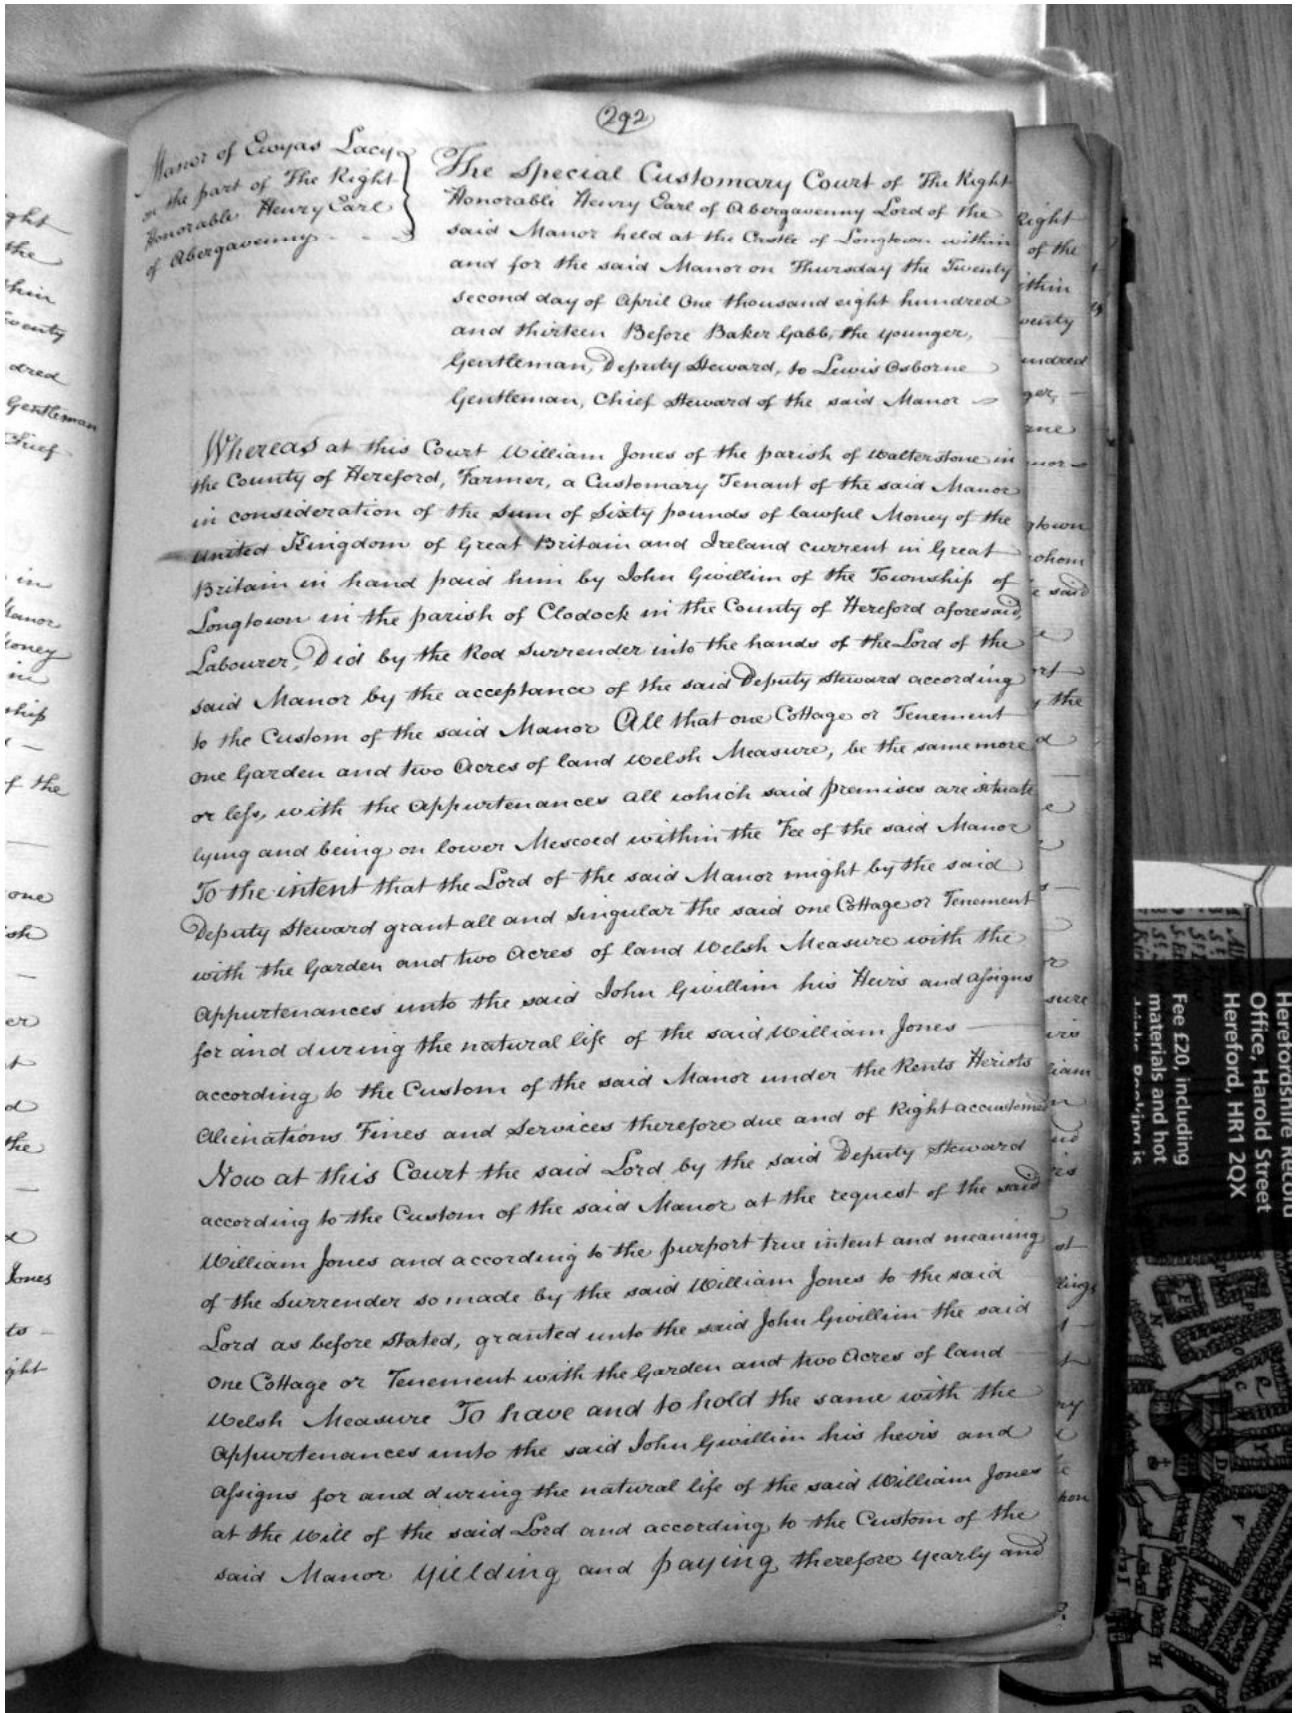 292
Manor of Ewyas Lacy
on the part of The Right
Honorable Henry Earl
of Abergavenny
The Special Customary Court of The Right
Honorable Henry Earl of Abergavenny Lord of the
said Manor held at the Castle of Longtown within
and for the said Manor on Thursday the Twenty
second day of April One thousand eight hundred
and thirteen Before Baker Gabb, the younger,
Gentleman, Deputy Steward, to Lewis Osborne
Gentleman, Chief Steward of the said Manor
Whereas at this Court William Jones of the parish of Walterstone in
the County of Hereford, Farmer, a Customary Tenant of the said Manor
in consideration of the Sum of Sixty pounds of lawful Money of the
United Kingdom of Great Britain and Ireland current in Great
Britain in hand paid him by John Gwillim of the Township of
Longtown in the parish of Clodock in the County of Hereford aforesaid,
Labourer, Did by the Rod Surrender into the hands of the Lord of the
said Manor by the acceptance of the said Deputy Steward according
to the Custom of the said Manor All that one Cottage or Tenement
one Garden and two Acres of land Welsh Measure, be the same more
or less, with the Appurtenances all which said premises are situate
lying and being on lower Mescoed within the Fee of the said Manor
To the intent that the Lord of the said Manor might by the said
Deputy Steward grant all and singular the said one Cottage or Tenement
with the Garden and two Acres of land Welsh Measure with the
Appurtenances unto the said John Gwillim his Heirs and assigns
for and during the natural life of the said William Jones
according to the Custom of the said Manor under the Rents Heriots
Alienations Fines and Services therefore due and of Right accustomed
Now at this Court the said Lord by the said Deputy Steward
according to the Custom of the said Manor at the request of the said
William Jones and according to the purport true intent and meaning
of the Surrender so made by the said William Jones to the said
Lord as before stated, granted unto the said John Gwillim the said
one Cottage or Tenement with the Garden and two Acres of land
Welsh Measure To have and to hold the same with the
Appurtenances unto the said John Gwillim his heirs and
assigns for and during the natural life of the said William Jones
at the Will of the said Lord and according to the Custom of the
said Manor Yielding and paying therefore yearly and
Herefordshire Record
Office, Harold Street
Hereford, HR1 2QX
Fee £20, including
materials and hot